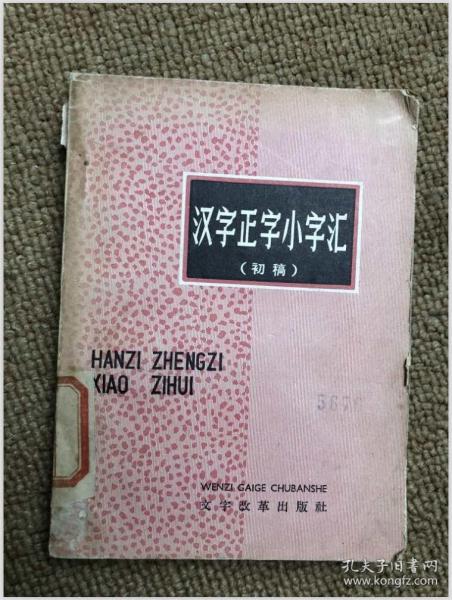 汉字正字小字汇
（初稿）
HANZI ZHENGZI
XIAO ZIHUI
WENZI GAIGE CHUBANSHE
文字改革出版社
孔夫子旧书网
www.kongfz.com